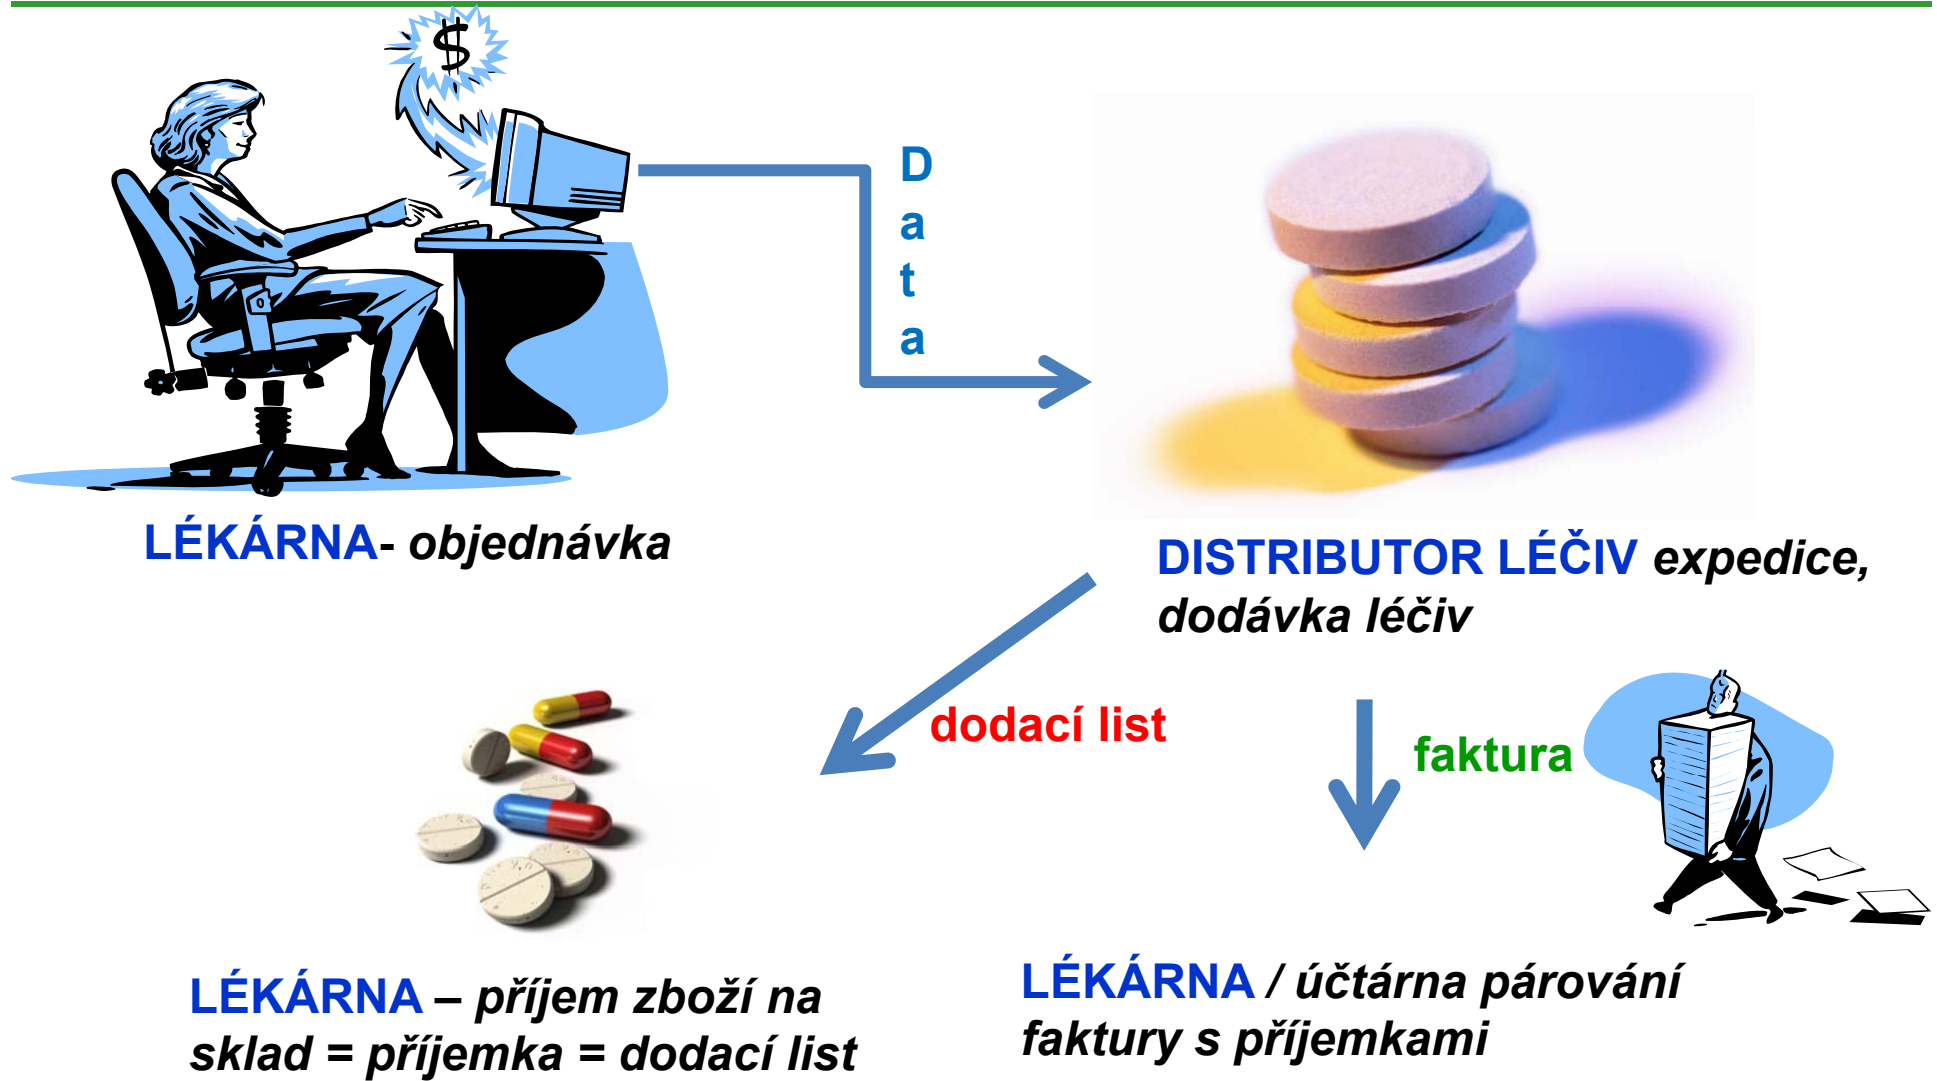 $
D
a
t
a
LÉKÁRNA- objednávka
DISTRIBUTOR LÉČIV expedice,
dodávka léčiv
dodací list
faktura
LÉKÁRNA – příjem zboží na
sklad = příjemka = dodací list
LÉKÁRNA / účtárna párování
faktury s příjemkami